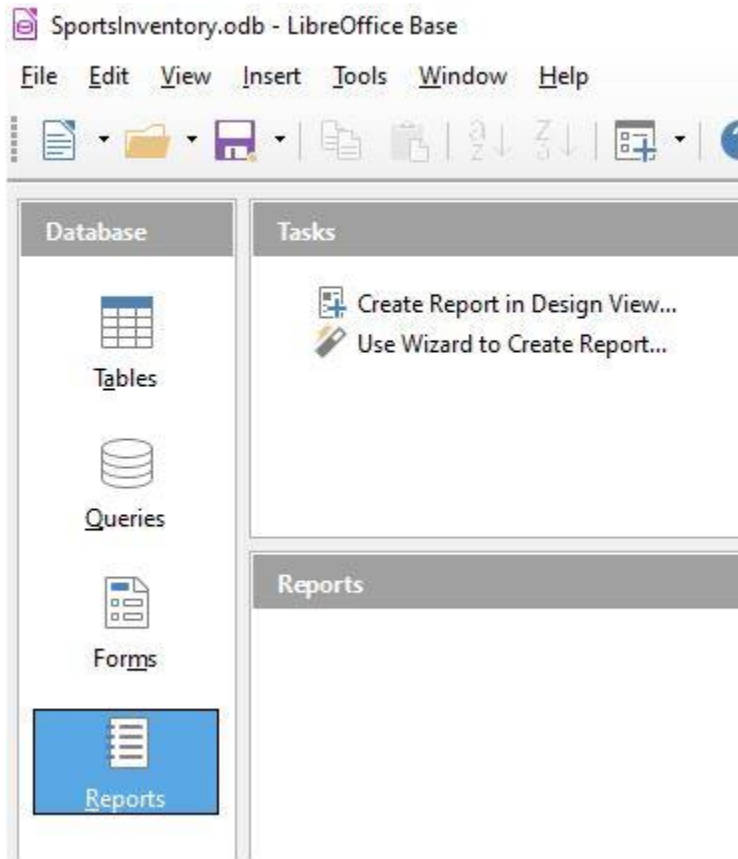 SportsInventory.odb - LibreOffice Base
File Edit View Insert Tools Window Help
Database
Tables
Queries
Forms
Reports
Tasks
Create Report in Design View...
Use Wizard to Create Report...
Reports